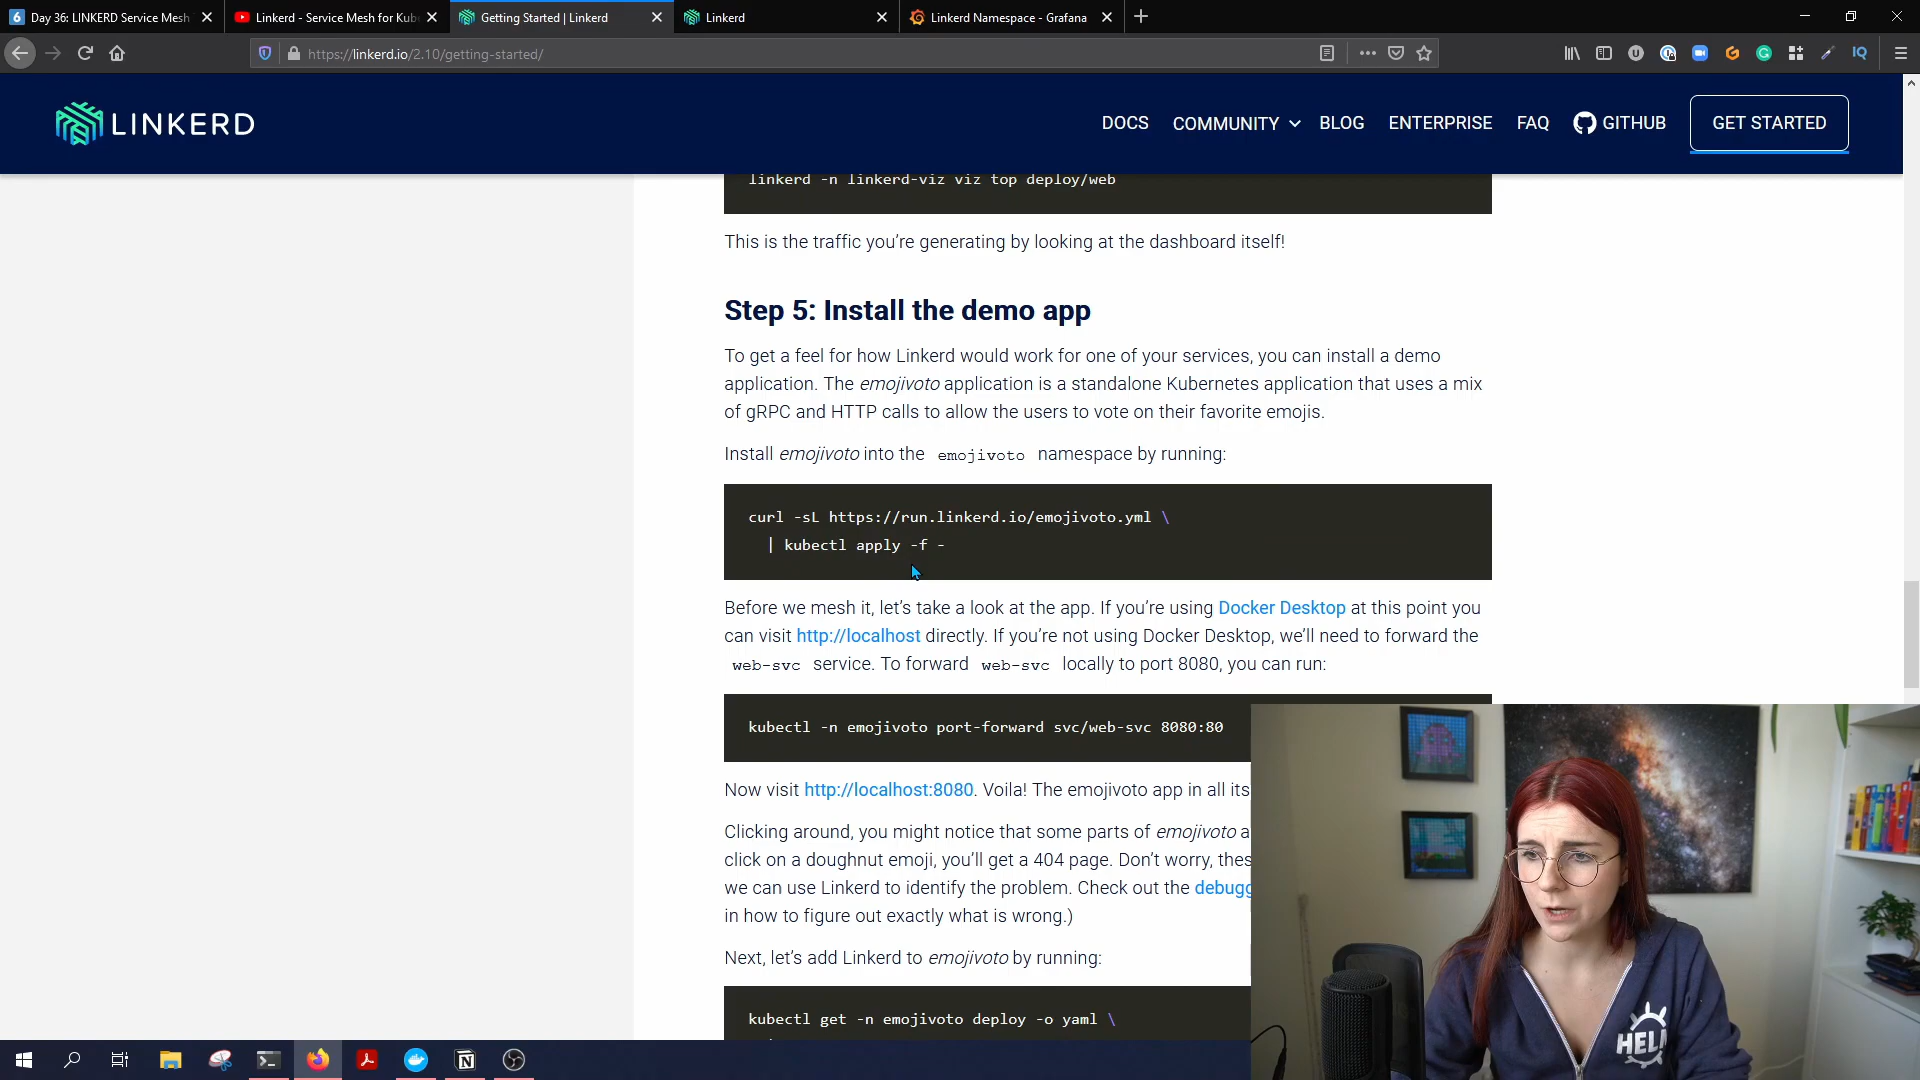 Day 36: LINKERD Service Mesh
Linkerd - Service Mesh for Kub
Getting Started | Linkerd
Linkerd
Linkerd Namespace - Grafana
https://linkerd.io/2.10/getting-started/
LINKERD
DOCS
COMMUNITY
BLOG
ENTERPRISE
FAQ
GITHUB
GET STARTED
linkerd -n linkerd-viz viz top deploy/web
This is the traffic you’re generating by looking at the dashboard itself!
Step 5: Install the demo app
To get a feel for how Linkerd would work for one of your services, you can install a demo
application. The emojivoto application is a standalone Kubernetes application that uses a mix
of gRPC and HTTP calls to allow the users to vote on their favorite emojis.
Install emojivoto into the emojivoto namespace by running:
curl -sL https://run.linkerd.io/emojivoto.yml \
| kubectl apply -f -
Before we mesh it, let’s take a look at the app. If you’re using Docker Desktop at this point you
can visit http://localhost directly. If you’re not using Docker Desktop, we’ll need to forward the
web-svc service. To forward web-svc locally to port 8080, you can run:
kubectl -n emojivoto port-forward svc/web-svc 8080:80
Now visit http://localhost:8080. Voila! The emojivoto app in all its
Clicking around, you might notice that some parts of emojivoto a
click on a doughnut emoji, you’ll get a 404 page. Don’t worry, thes
we can use Linkerd to identify the problem. Check out the debugg
in how to figure out exactly what is wrong.)
Next, let’s add Linkerd to emojivoto by running:
kubectl get -n emojivoto deploy -o yaml \
HELM